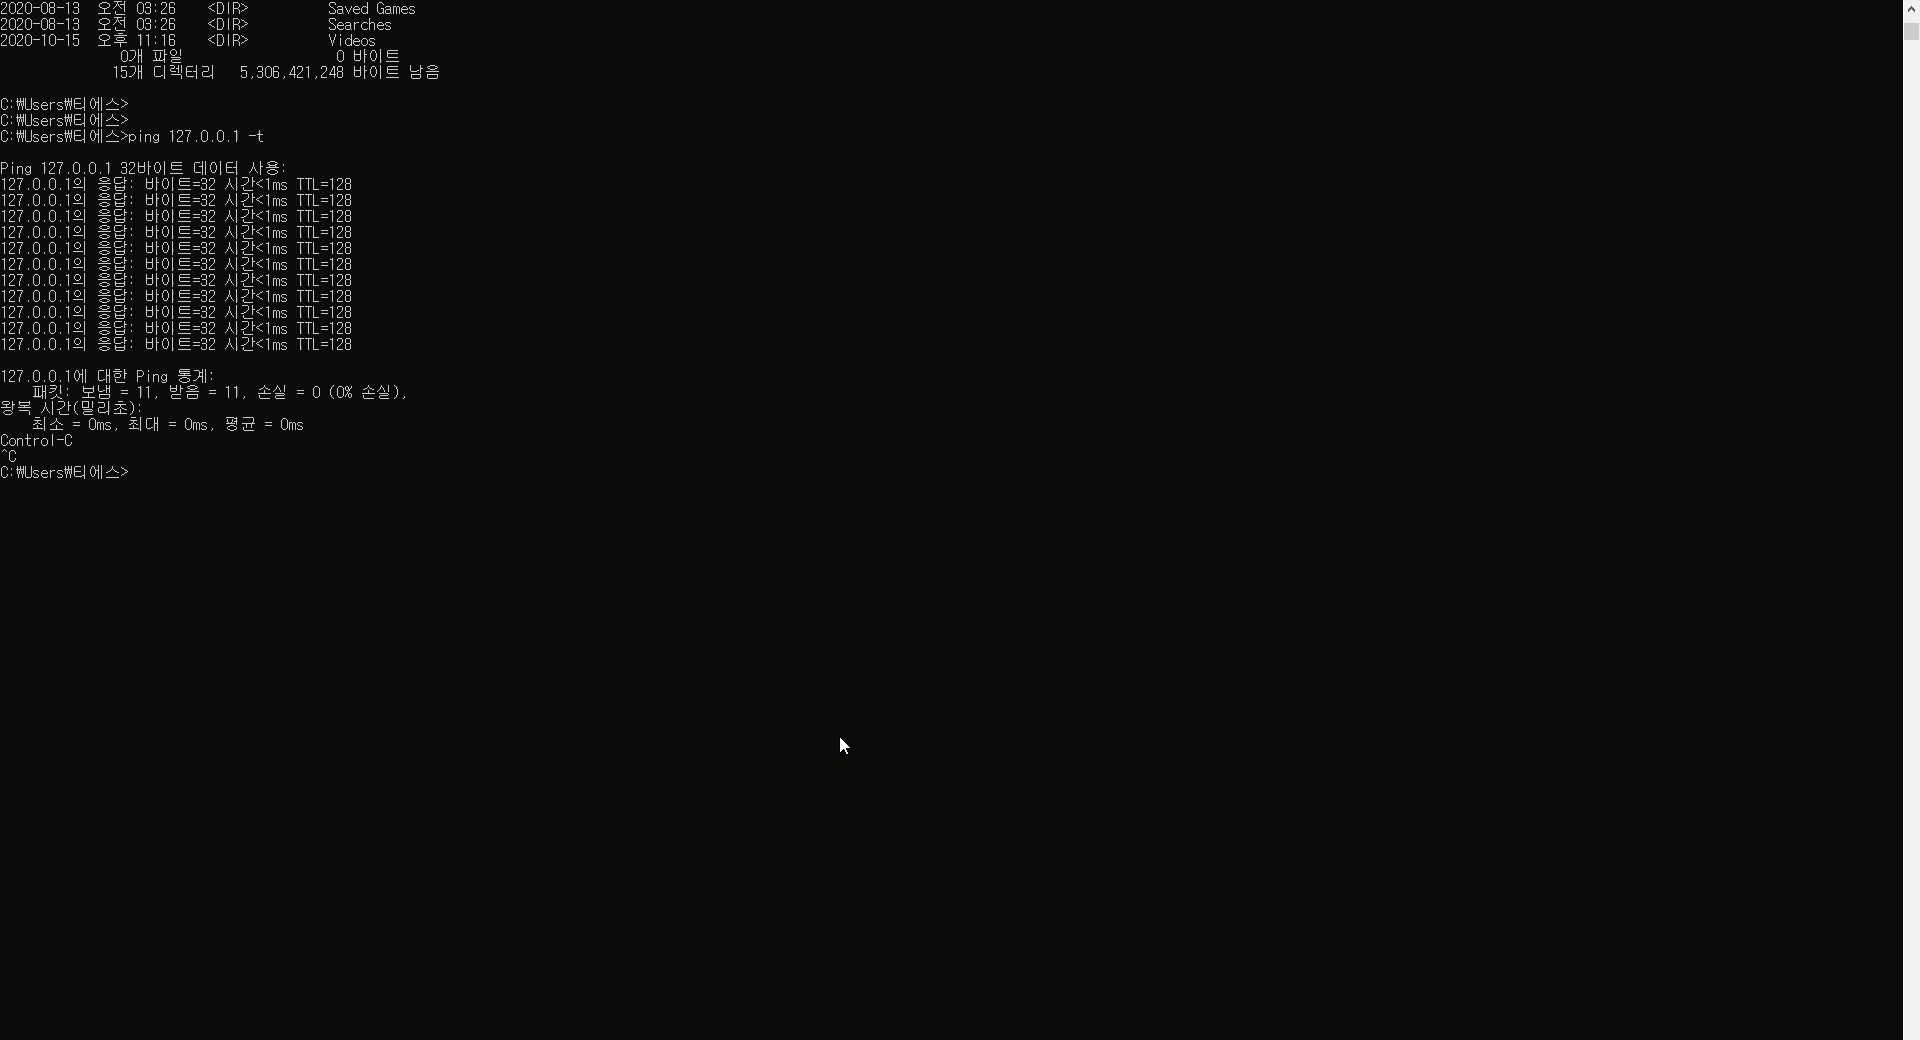 2020-08-13  오전 03:26    <DIR>          Saved Games
2020-08-13  오전 03:26    <DIR>          Searches
2020-10-15  오후 11:16    <DIR>          Videos
               0개 파일                   0 바이트
              15개 디렉터리   5,306,421,248 바이트 남음

C:₩Users₩티에스>
C:₩Users₩티에스>
C:₩Users₩티에스>ping 127.0.0.1 -t

Ping 127.0.0.1 32바이트 데이터 사용:
127.0.0.1의 응답: 바이트=32 시간<1ms TTL=128
127.0.0.1의 응답: 바이트=32 시간<1ms TTL=128
127.0.0.1의 응답: 바이트=32 시간<1ms TTL=128
127.0.0.1의 응답: 바이트=32 시간<1ms TTL=128
127.0.0.1의 응답: 바이트=32 시간<1ms TTL=128
127.0.0.1의 응답: 바이트=32 시간<1ms TTL=128
127.0.0.1의 응답: 바이트=32 시간<1ms TTL=128
127.0.0.1의 응답: 바이트=32 시간<1ms TTL=128
127.0.0.1의 응답: 바이트=32 시간<1ms TTL=128
127.0.0.1의 응답: 바이트=32 시간<1ms TTL=128
127.0.0.1의 응답: 바이트=32 시간<1ms TTL=128

127.0.0.1에 대한 Ping 통계:
    패킷: 보냄 = 11, 받음 = 11, 손실 = 0 (0% 손실),
왕복 시간(밀리초):
    최소 = 0ms, 최대 = 0ms, 평균 = 0ms
Control-C
^C
C:₩Users₩티에스>